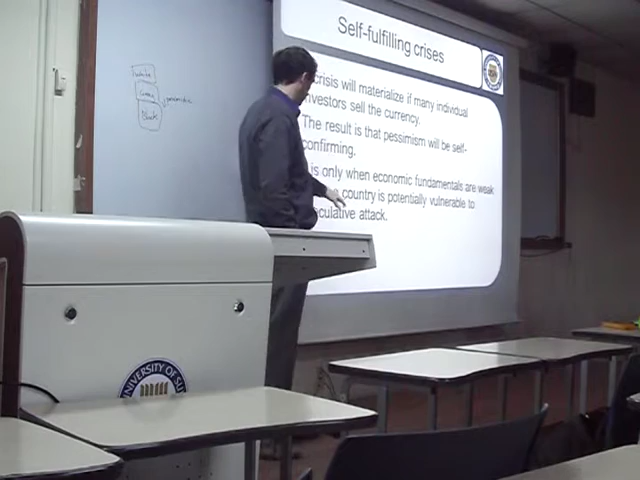 Self-fulfilling crises
crisis will materialize if many individual
investors sell the currency.
The result is that pessimism will be self-
confirming.
is only when economic fundamentals are weak
country is potentially vulnerable to
attack.
White
Black
UNIVERSITY OF